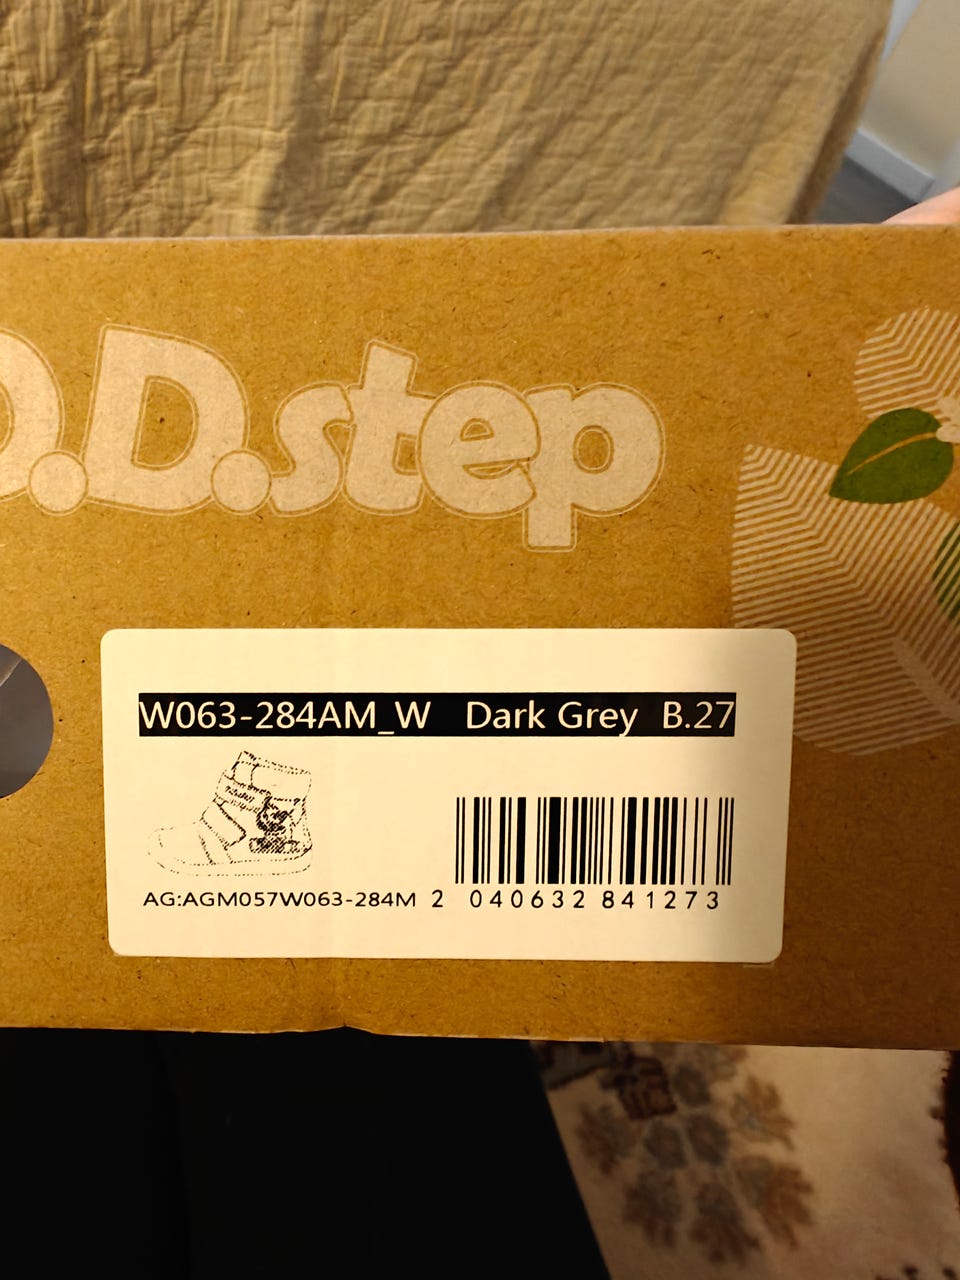 D.D.step
W063-284AM_W Dark Grey B.27
AG:AGM057W063-284M 2 040632 841273